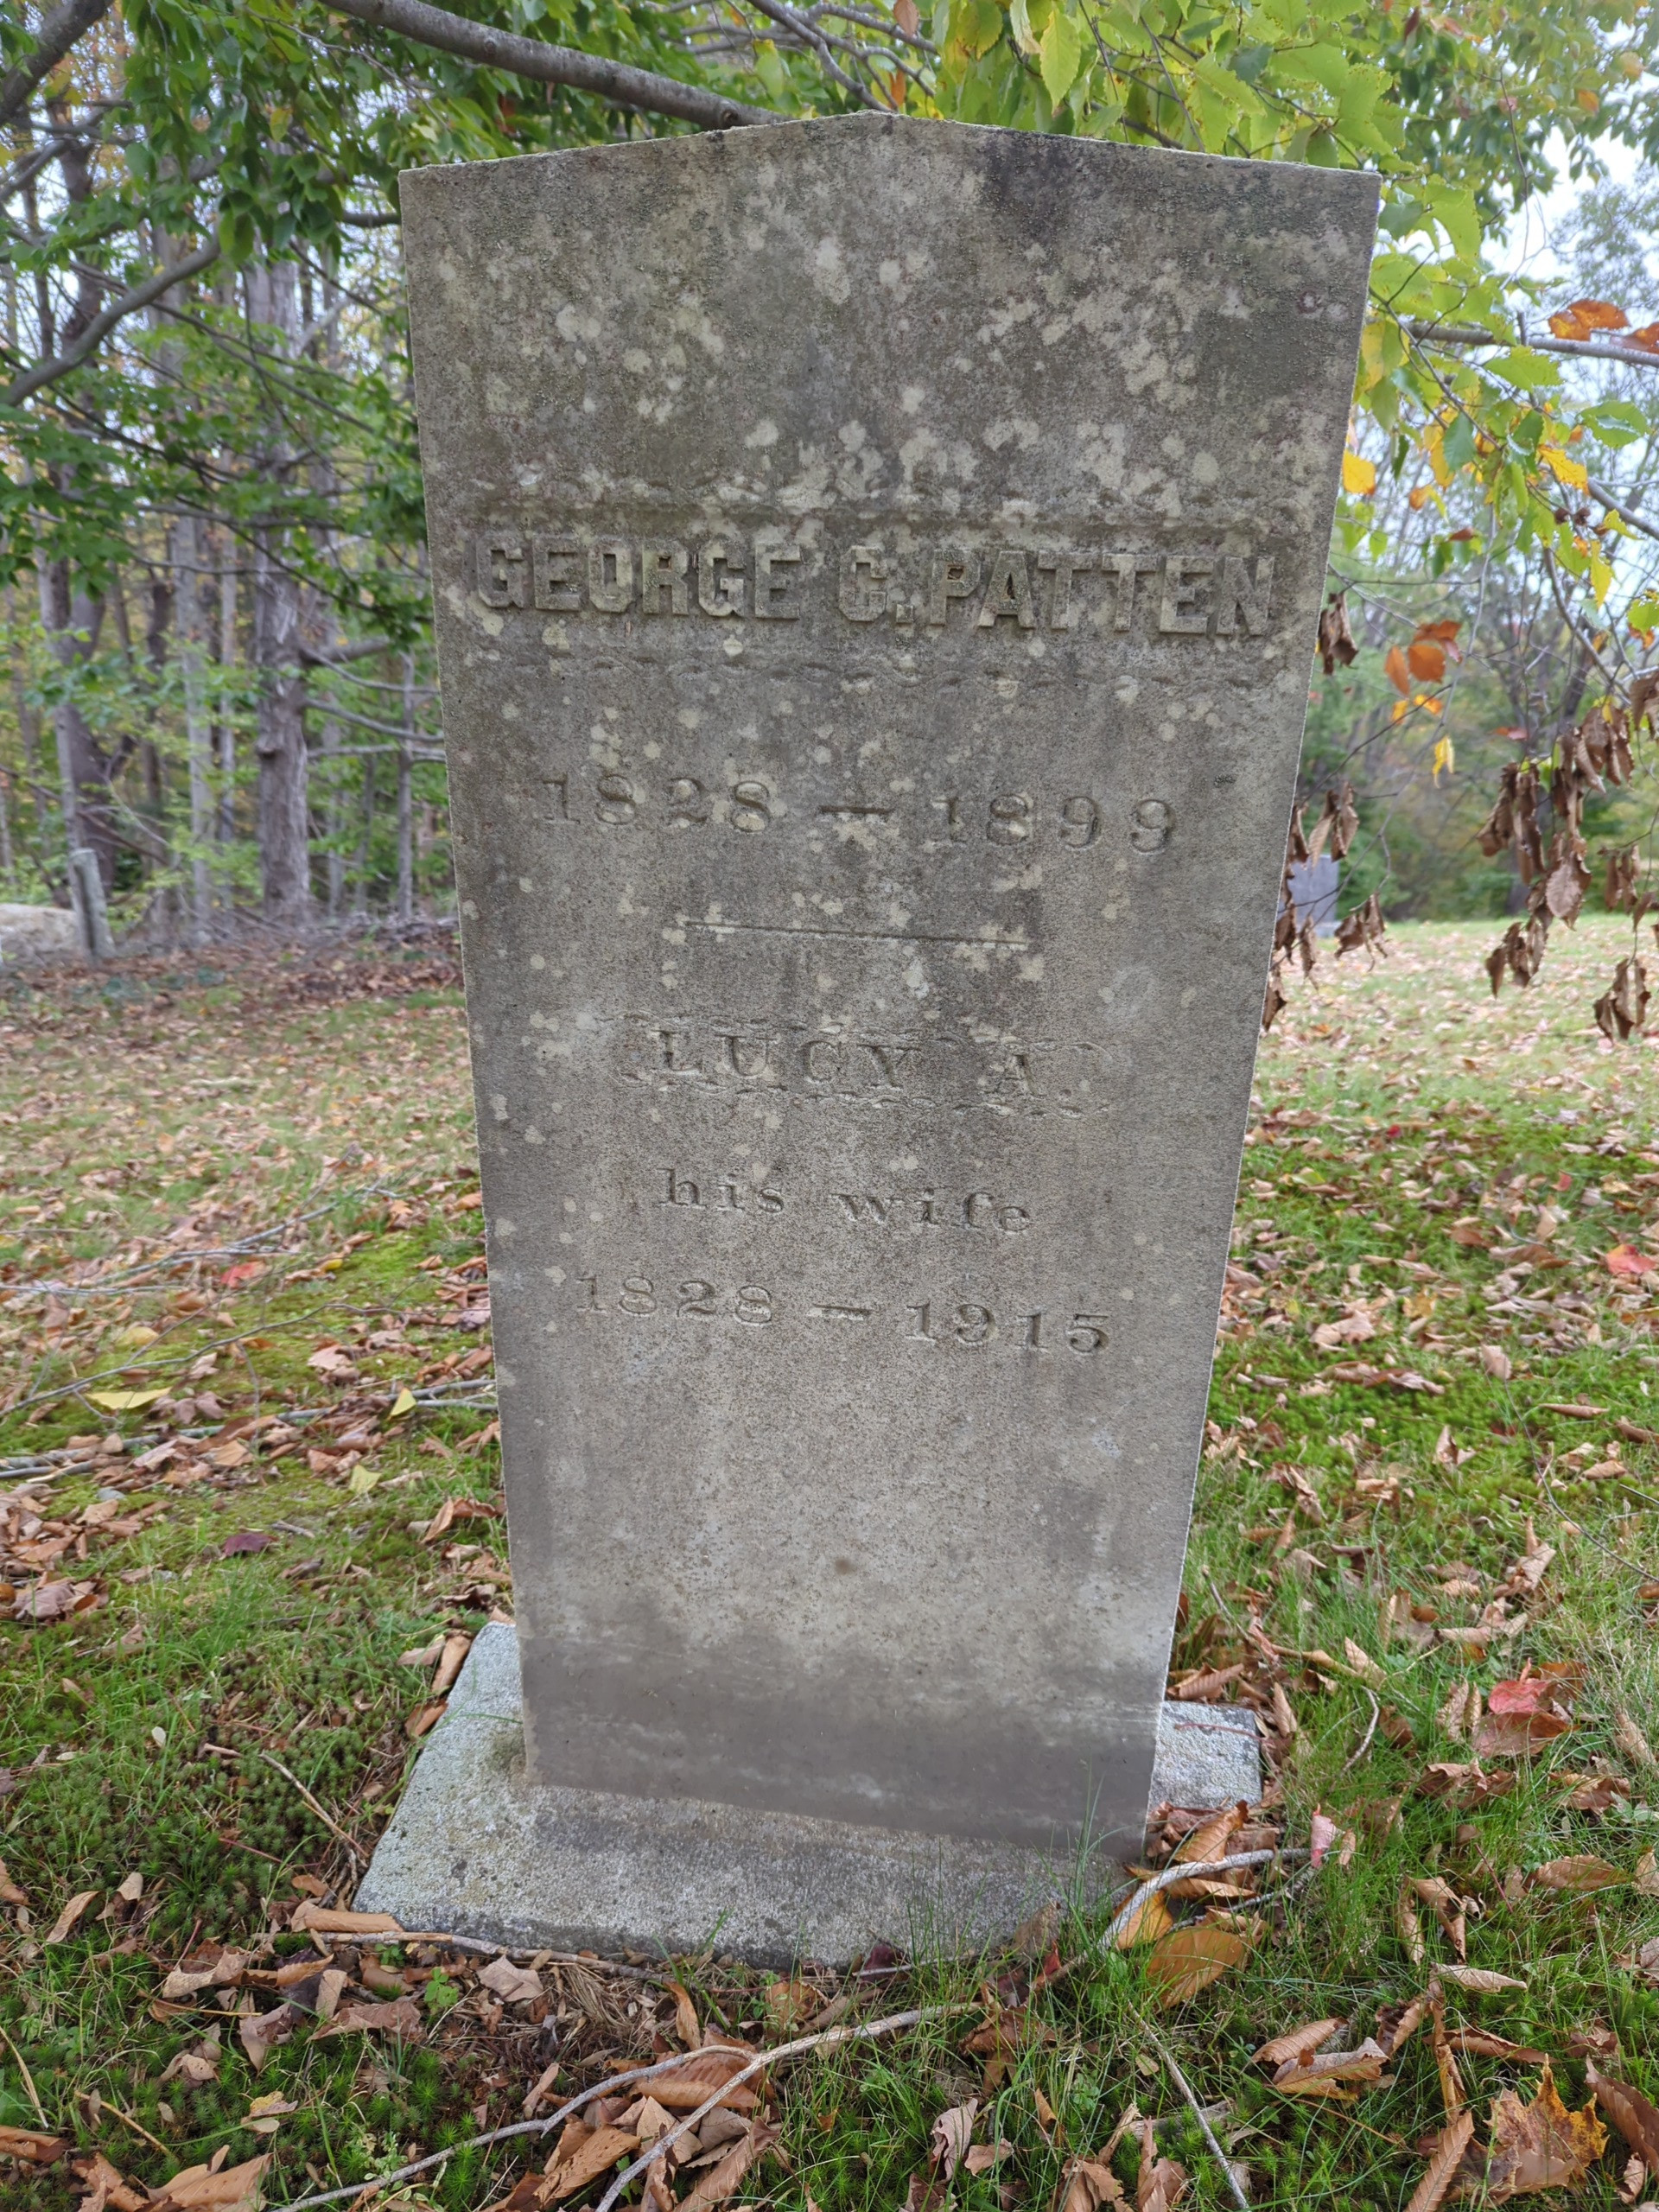 GEORGE C. PATTEN
1828 — 1899
LUCY A.
his wife
1828 — 1915